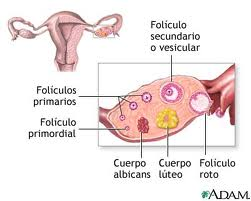 Folículo
secundario
o vesicular
Folículos
primarios
Folículo
primordial
Cuerpo
albicans
Cuerpo
lúteo
Folículo
roto
ADAM